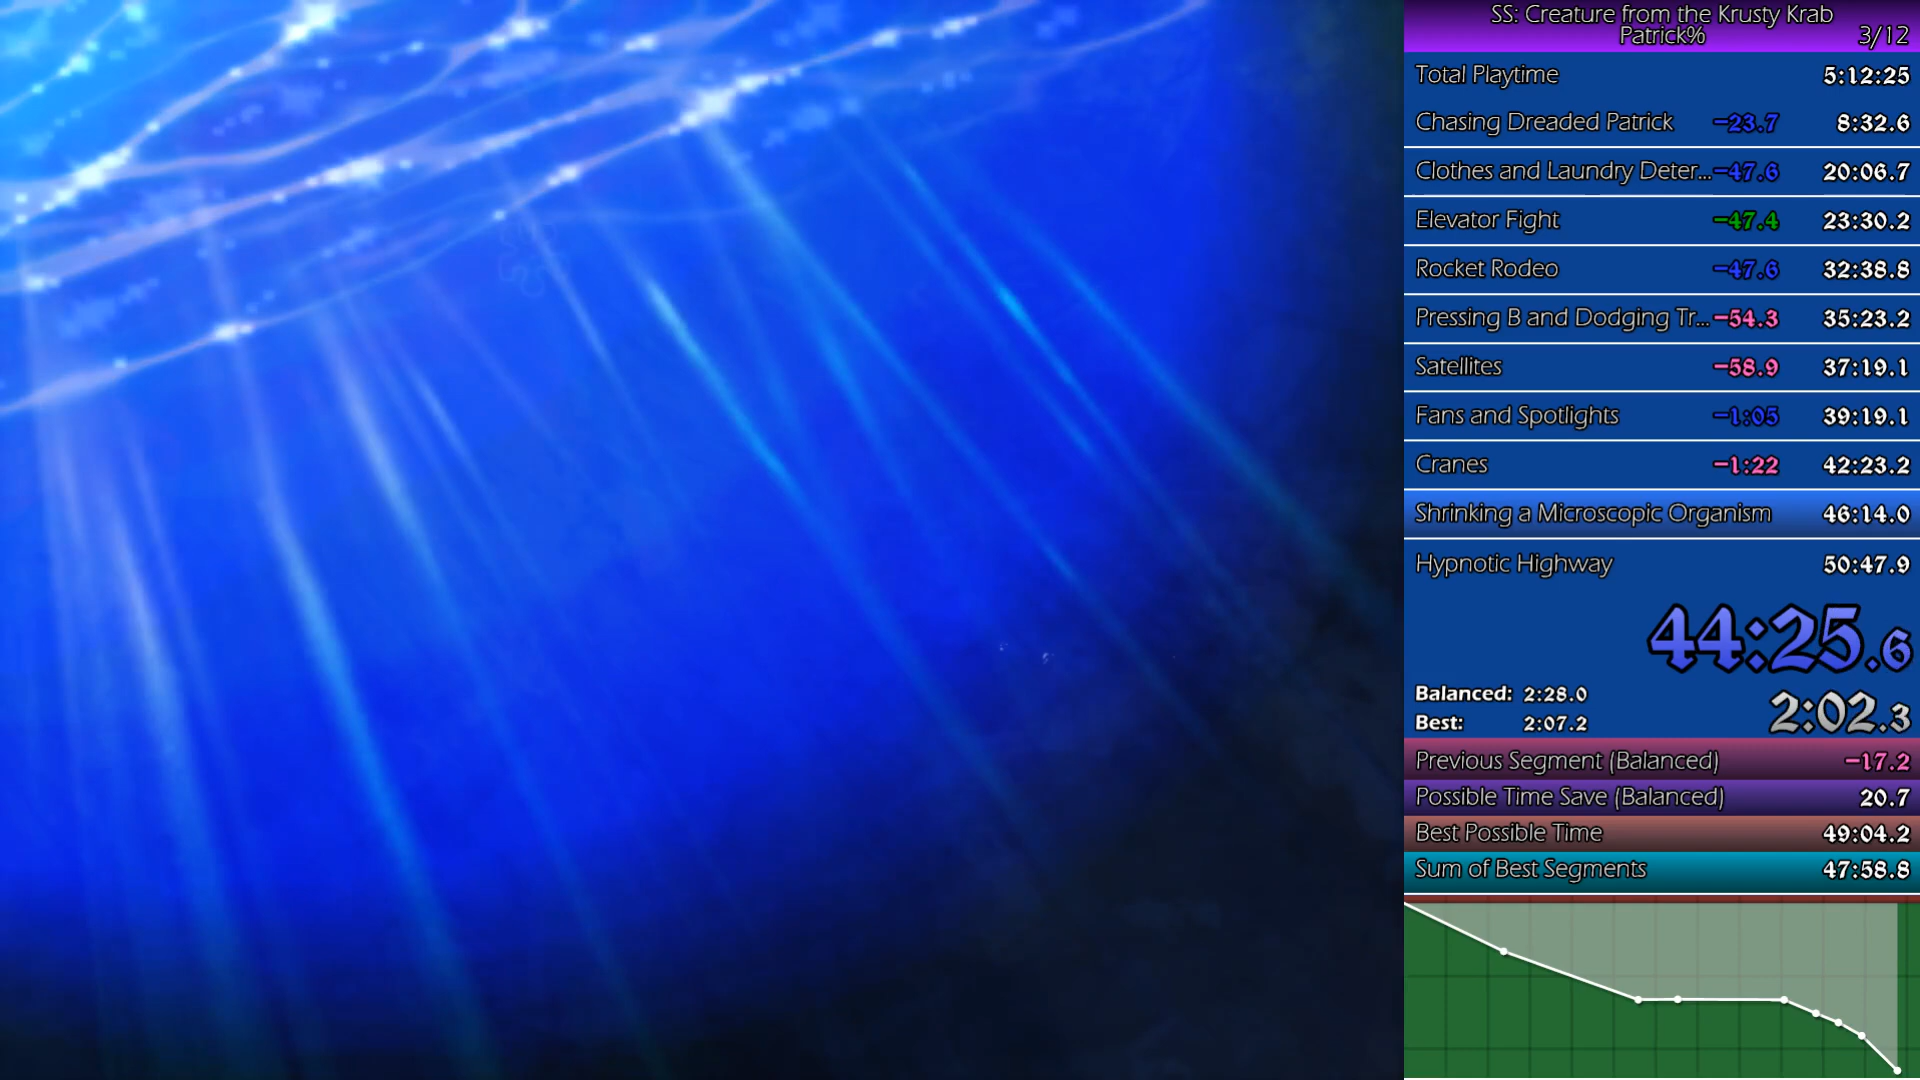 SS: Creature from the Krusty Krab
Patrick% 3/12
Total Playtime 5:12:25
Chasing Dreaded Patrick -23.7 8:32.6
Clothes and Laundry Deter... -47.6 20:06.7
Elevator Fight -47.4 23:30.2
Rocket Rodeo -47.6 32:38.8
Pressing B and Dodging Tr... -54.3 35:23.2
Satellites -58.9 37:19.1
Fans and Spotlights -1:05 39:19.1
Cranes -1:22 42:23.2
Shrinking a Microscopic Organism 46:14.0
Hypnotic Highway 50:47.9
44:25.6
Balanced: 2:28.0
Best: 2:07.2
2:02.3
Previous Segment (Balanced) -17.2
Possible Time Save (Balanced) 20.7
Best Possible Time 49:04.2
Sum of Best Segments 47:58.8